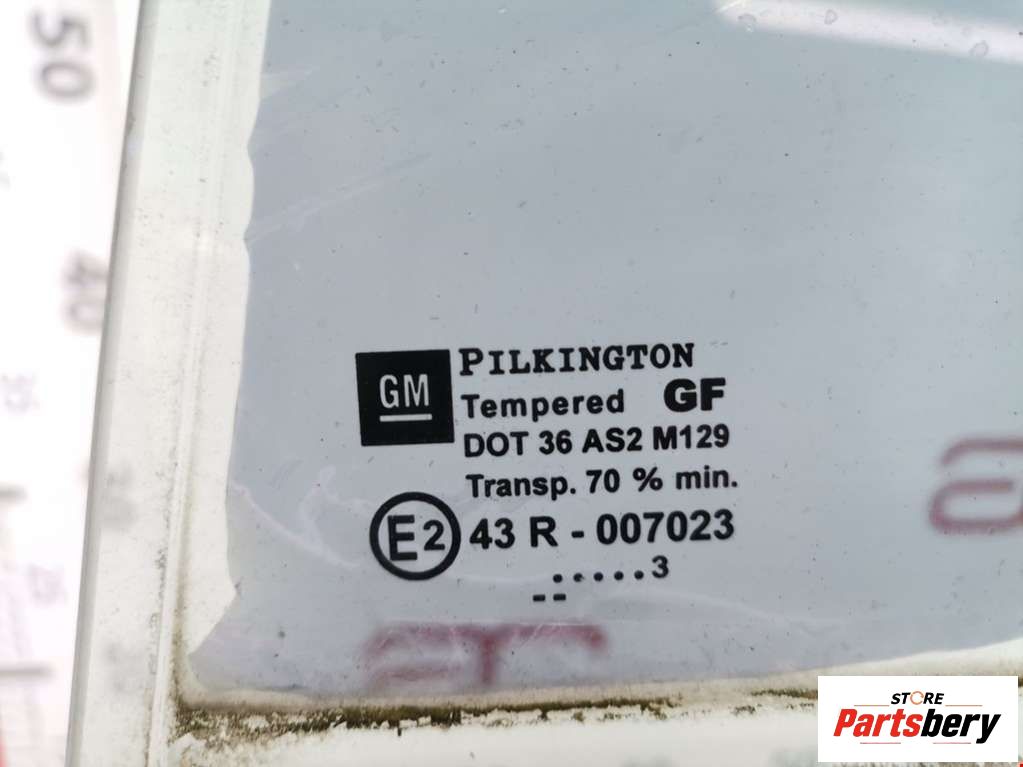 50
40
GM
PILKINGTON
Tempered GF
DOT 36 AS2 M129
Transp. 70 % min.
E2 43 R - 007023
.....3
--
STORE
Partsbery